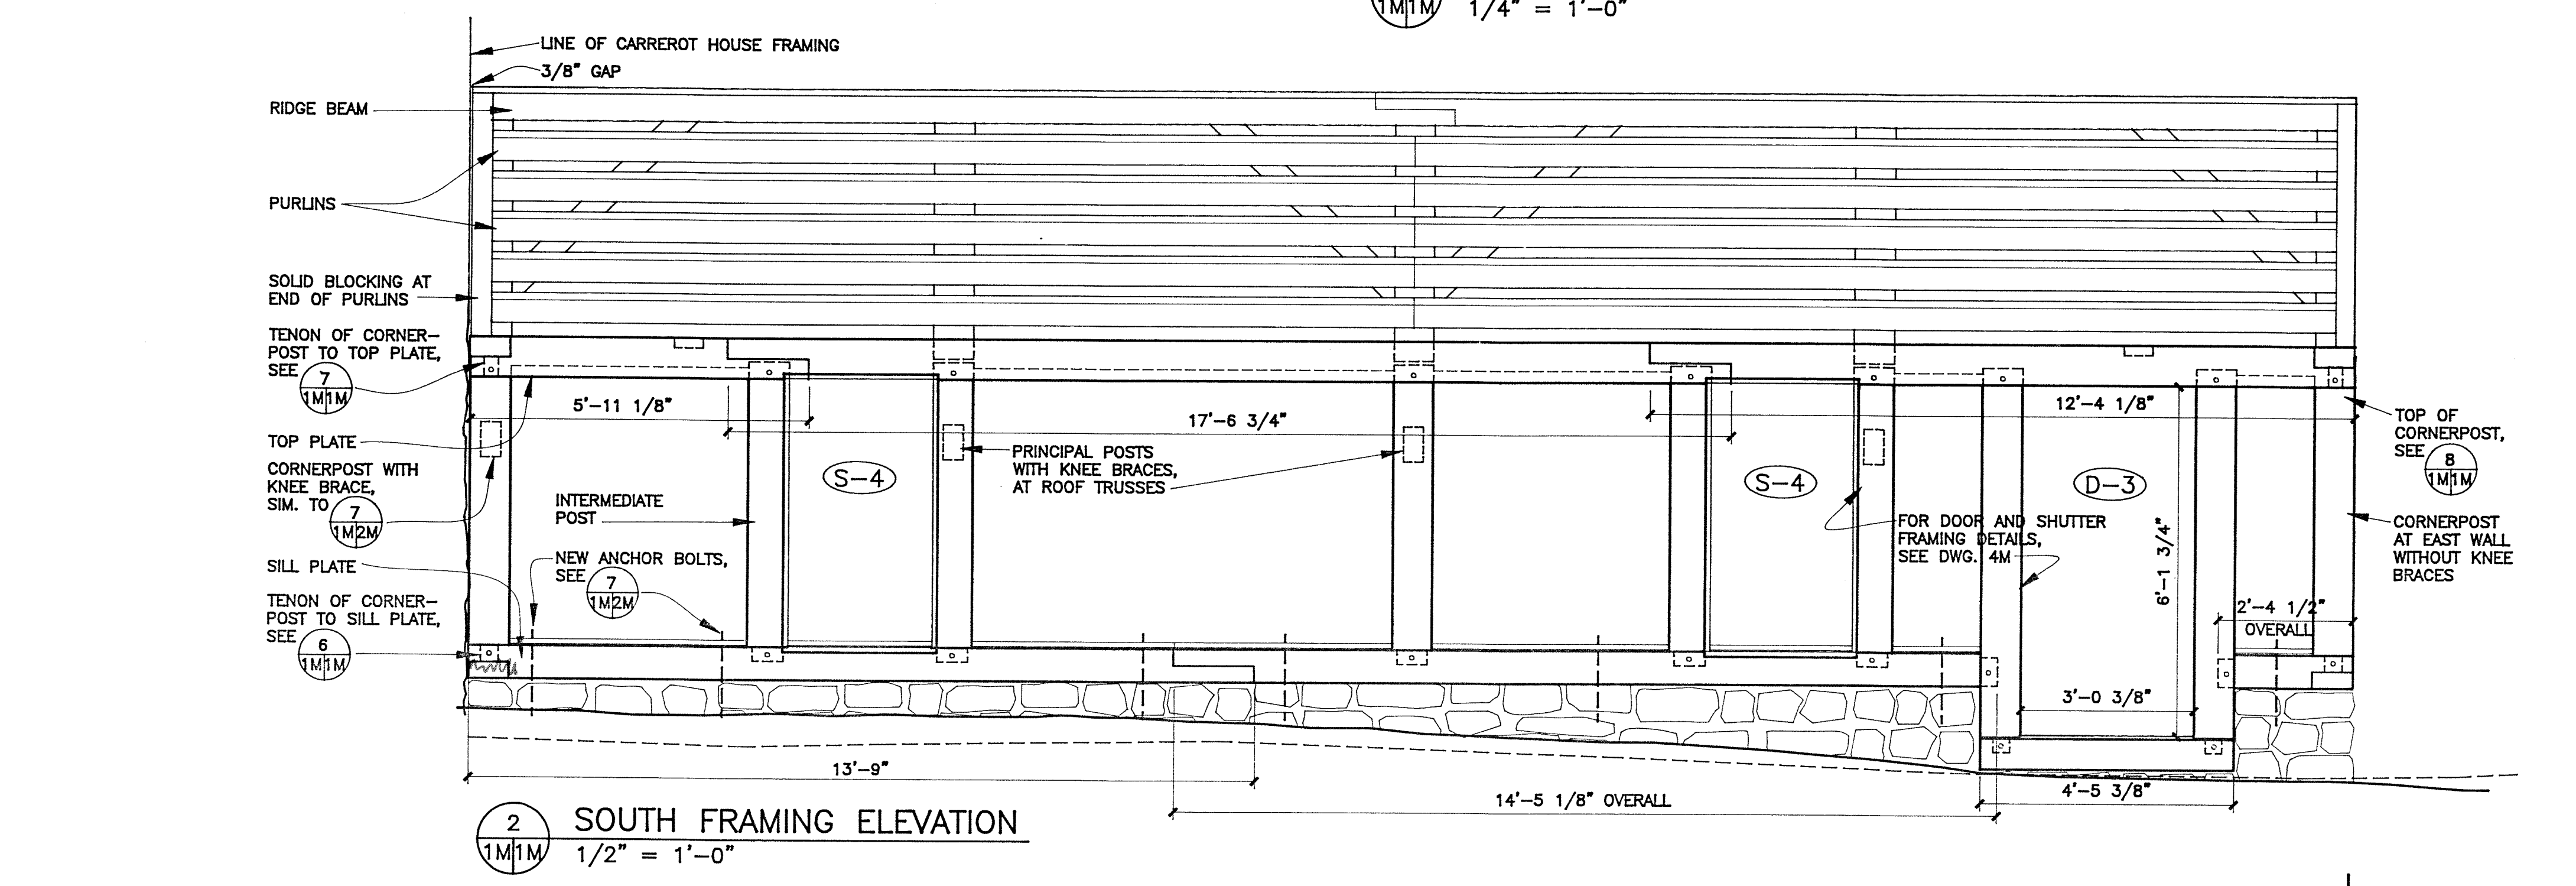 1M 1M
1/4" = 1'-0"
LINE OF CARREROT HOUSE FRAMING
3/8" GAP
RIDGE BEAM
PURLINS
SOLID BLOCKING AT
END OF PURLINS
TENON OF CORNER-
POST TO TOP PLATE,
SEE
7
1M 1M
TOP PLATE
CORNERPOST WITH
KNEE BRACE,
SIM. TO
7
1M 2M
SILL PLATE
TENON OF CORNER-
POST TO SILL PLATE,
SEE
6
1M 1M
5'-11 1/8"
17'-6 3/4"
12'-4 1/8"
INTERMEDIATE
POST
NEW ANCHOR BOLTS,
SEE
7
1M 2M
S-4
PRINCIPAL POSTS
WITH KNEE BRACES,
AT ROOF TRUSSES
S-4
FOR DOOR AND SHUTTER
FRAMING DETAILS,
SEE DWG. 4M
D-3
6'-1 3/4"
2'-4 1/2"
OVERALL
3'-0 3/8"
TOP OF
CORNERPOST,
SEE
8
1M 1M
CORNERPOST
AT EAST WALL
WITHOUT KNEE
BRACES
13'-9"
14'-5 1/8" OVERALL
4'-5 3/8"
2
1M 1M
SOUTH FRAMING ELEVATION
1/2" = 1'-0"